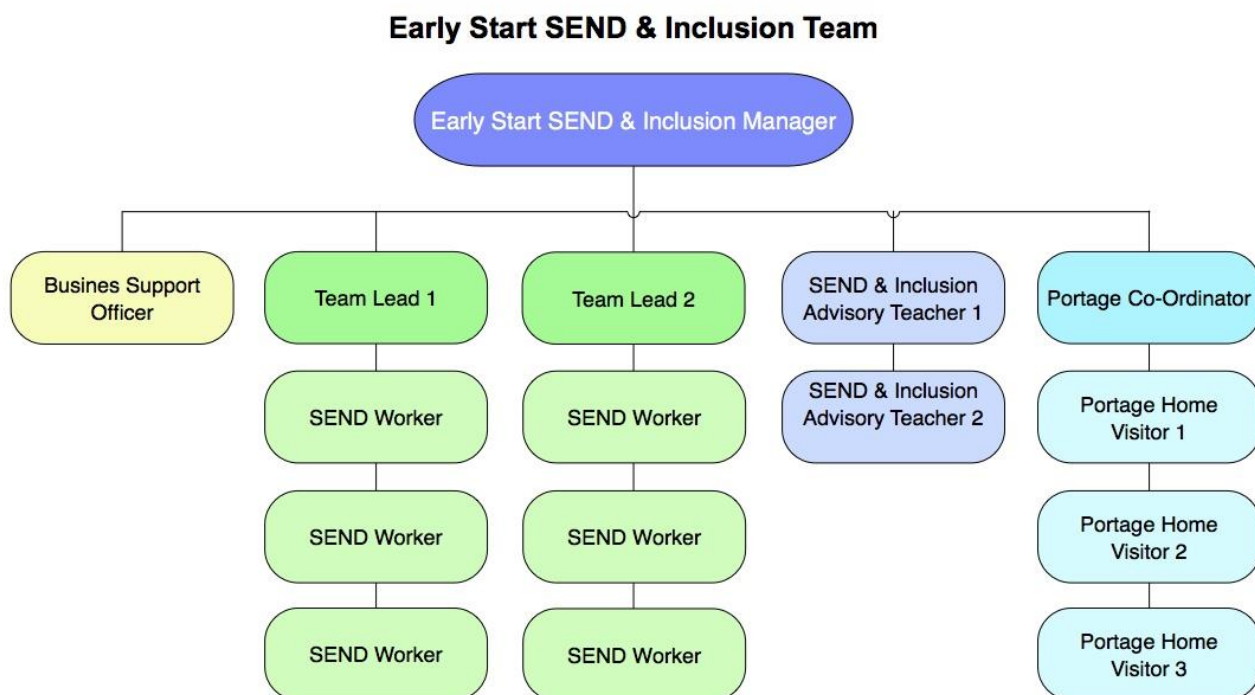 Early Start SEND & Inclusion Team
Early Start SEND & Inclusion Manager
Busines Support
Officer
Team Lead 1
Team Lead 2
SEND & Inclusion
Advisory Teacher 1
Portage Co-Ordinator
SEND Worker
SEND Worker
SEND & Inclusion
Advisory Teacher 2
Portage Home
Visitor 1
SEND Worker
SEND Worker
Portage Home
Visitor 2
SEND Worker
SEND Worker
Portage Home
Visitor 3